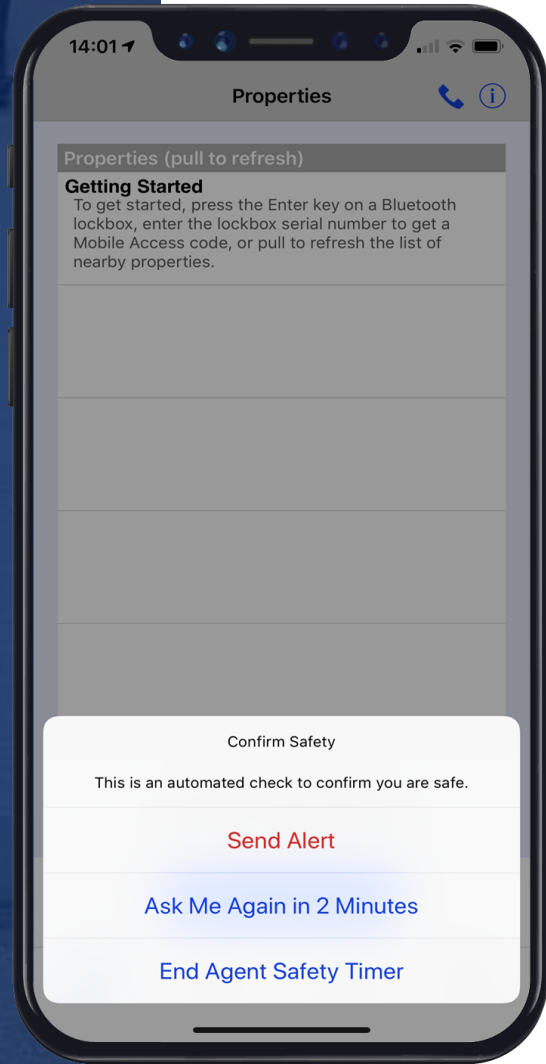 14:01
Properties
Properties (pull to refresh)
Getting Started
To get started, press the Enter key on a Bluetooth
lockbox, enter the lockbox serial number to get a
Mobile Access code, or pull to refresh the list of
nearby properties.
Confirm Safety
This is an automated check to confirm you are safe.
Send Alert
Ask Me Again in 2 Minutes
End Agent Safety Timer